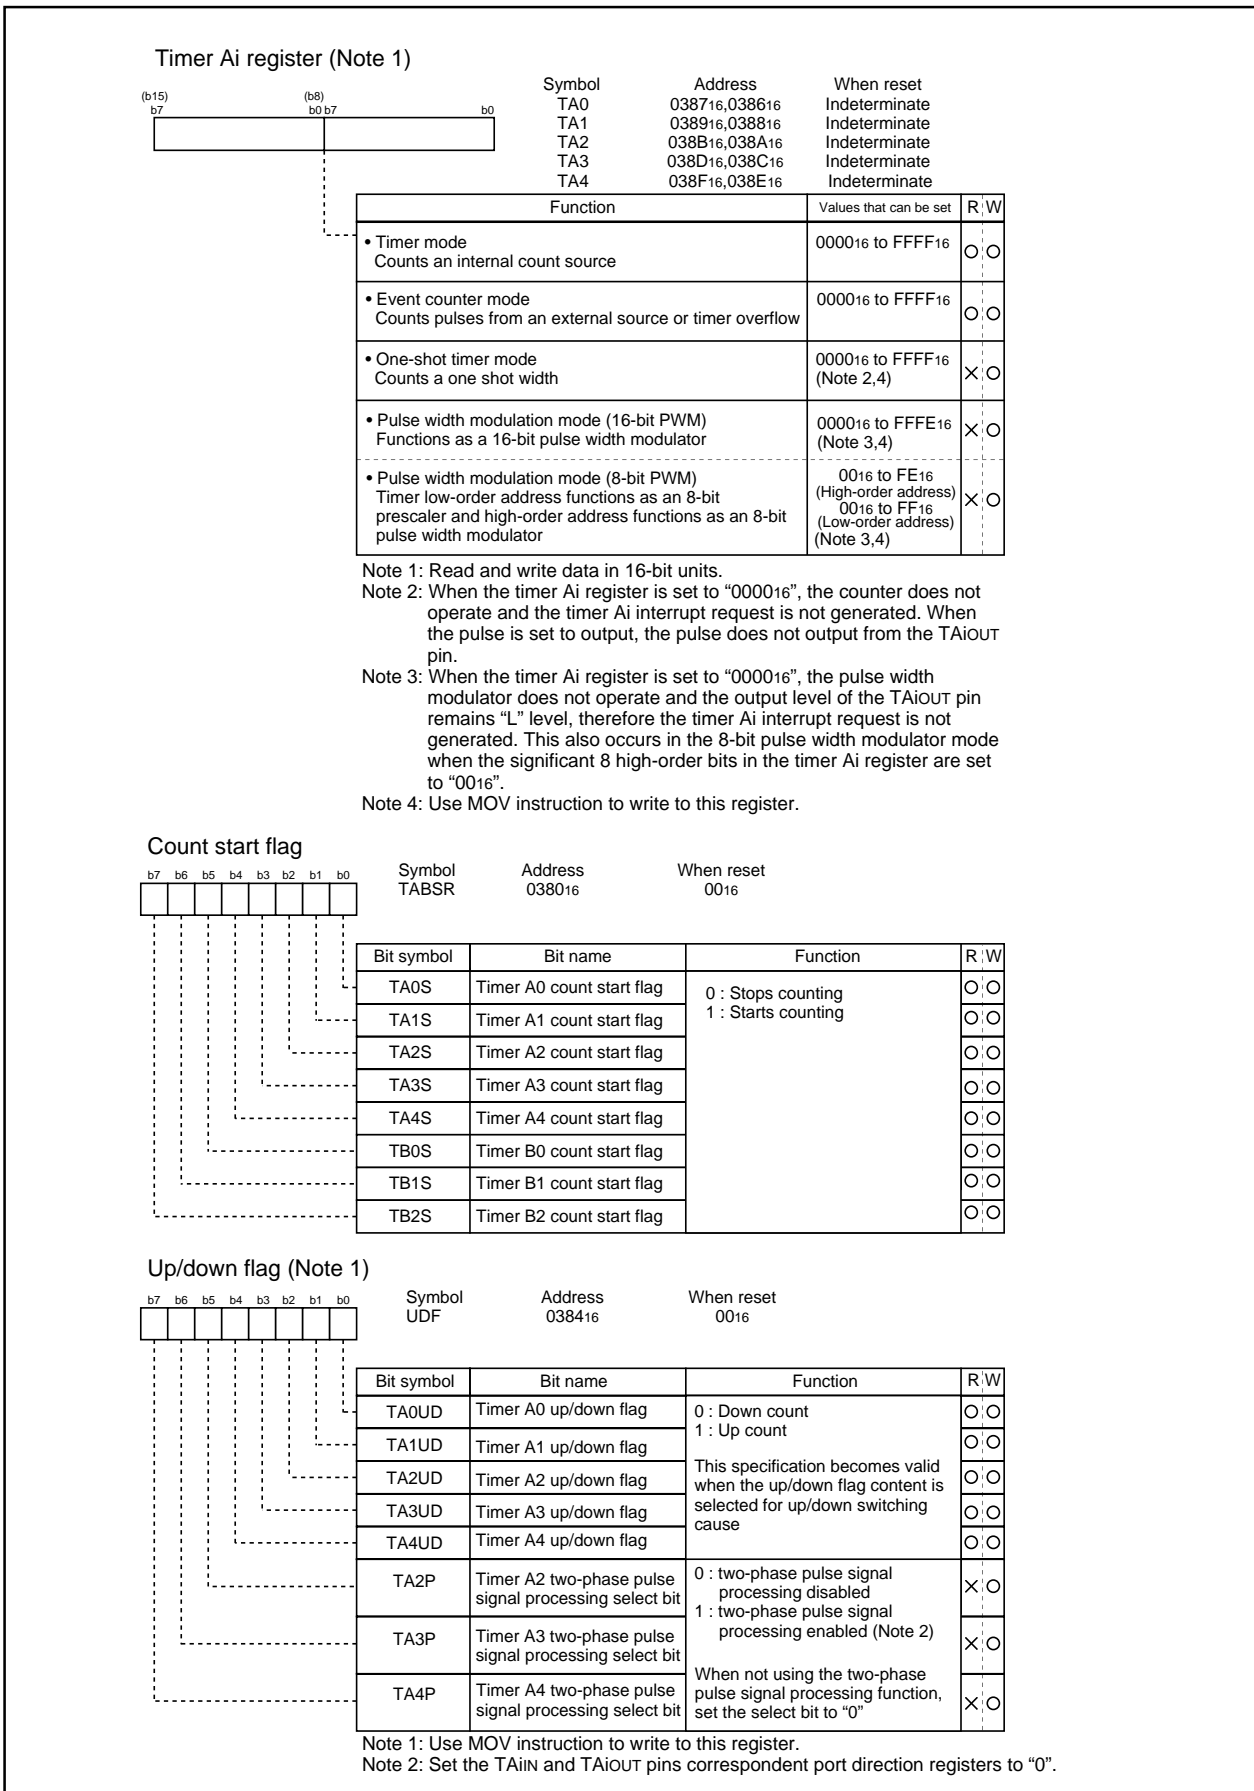 Timer Ai register (Note 1)
Symbol Address When reset
(b15) (b8)
b7 b0 b7 b0
TA0 038716,038616 Indeterminate
TA1 038916,038816 Indeterminate
TA2 038B16,038A16 Indeterminate
TA3 038D16,038C16 Indeterminate
TA4 038F16,038E16 Indeterminate
Function Values that can be set R W
• Timer mode 000016 to FFFF16
Counts an internal count source
• Event counter mode 000016 to FFFF16
Counts pulses from an external source or timer overflow
• One-shot timer mode 000016 to FFFF16
Counts a one shot width (Note 2,4)
• Pulse width modulation mode (16-bit PWM) 000016 to FFFE16
Functions as a 16-bit pulse width modulator (Note 3,4)
• Pulse width modulation mode (8-bit PWM) 0016 to FE16
Timer low-order address functions as an 8-bit (High-order address)
prescaler and high-order address functions as an 8-bit 0016 to FF16
pulse width modulator (Low-order address)
(Note 3,4)
Note 1: Read and write data in 16-bit units.
Note 2: When the timer Ai register is set to “000016”, the counter does not
operate and the timer Ai interrupt request is not generated. When
the pulse is set to output, the pulse does not output from the TAiOUT
pin.
Note 3: When the timer Ai register is set to “000016”, the pulse width
modulator does not operate and the output level of the TAiOUT pin
remains “L” level, therefore the timer Ai interrupt request is not
generated. This also occurs in the 8-bit pulse width modulator mode
when the significant 8 high-order bits in the timer Ai register are set
to “0016”.
Note 4: Use MOV instruction to write to this register.
Count start flag
b7 b6 b5 b4 b3 b2 b1 b0
Symbol Address When reset
TABSR 038016 0016
Bit symbol Bit name Function R W
TA0S Timer A0 count start flag 0 : Stops counting
TA1S Timer A1 count start flag 1 : Starts counting
TA2S Timer A2 count start flag
TA3S Timer A3 count start flag
TA4S Timer A4 count start flag
TB0S Timer B0 count start flag
TB1S Timer B1 count start flag
TB2S Timer B2 count start flag
Up/down flag (Note 1)
b7 b6 b5 b4 b3 b2 b1 b0
Symbol Address When reset
UDF 038416 0016
Bit symbol Bit name Function R W
TA0UD Timer A0 up/down flag 0 : Down count
TA1UD Timer A1 up/down flag 1 : Up count
TA2UD Timer A2 up/down flag This specification becomes valid
when the up/down flag content is
TA3UD Timer A3 up/down flag selected for up/down switching
cause
TA4UD Timer A4 up/down flag
TA2P Timer A2 two-phase pulse 0 : two-phase pulse signal
signal processing select bit processing disabled
1 : two-phase pulse signal
TA3P Timer A3 two-phase pulse processing enabled (Note 2)
signal processing select bit
When not using the two-phase
TA4P Timer A4 two-phase pulse pulse signal processing function,
signal processing select bit set the select bit to “0”
Note 1: Use MOV instruction to write to this register.
Note 2: Set the TAiIN and TAiOUT pins correspondent port direction registers to “0”.